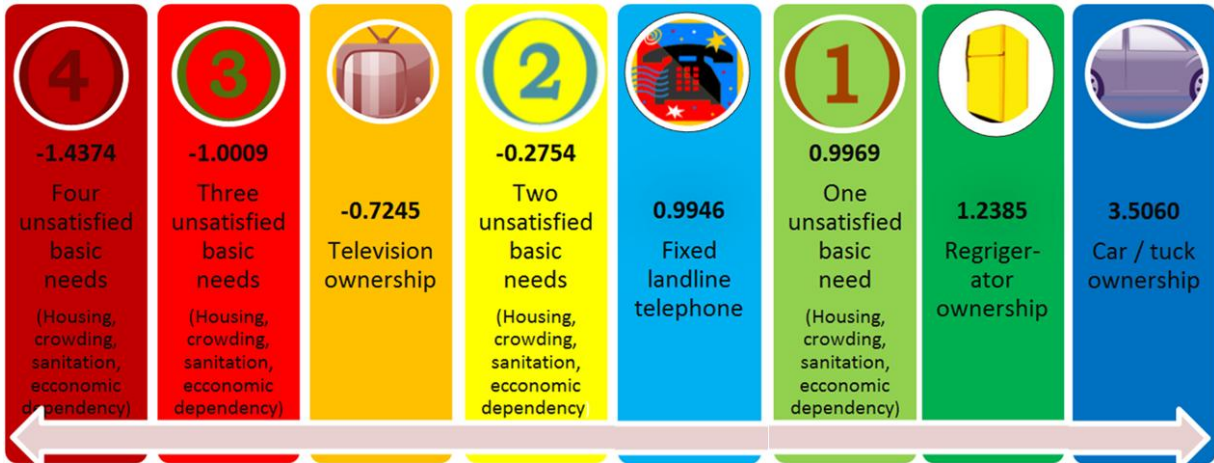 4
-1.4374
Four
unsatisfied
basic
needs
(Housing,
crowding,
sanitation,
ecconomic
dependency)
3
-1.0009
Three
unsatisfied
basic
needs
(Housing,
crowding,
sanitation,
ecconomic
dependency)
-0.7245
Television
ownership
2
-0.2754
Two
unsatisfied
basic
needs
(Housing,
crowding,
sanitation,
ecconomic
dependency)
0.9946
Fixed
landline
telephone
1
0.9969
One
unsatisfied
basic
need
(Housing,
crowding,
sanitation,
ecconomic
dependency)
1.2385
Regriger-
ator
ownership
3.5060
Car / tuck
ownership